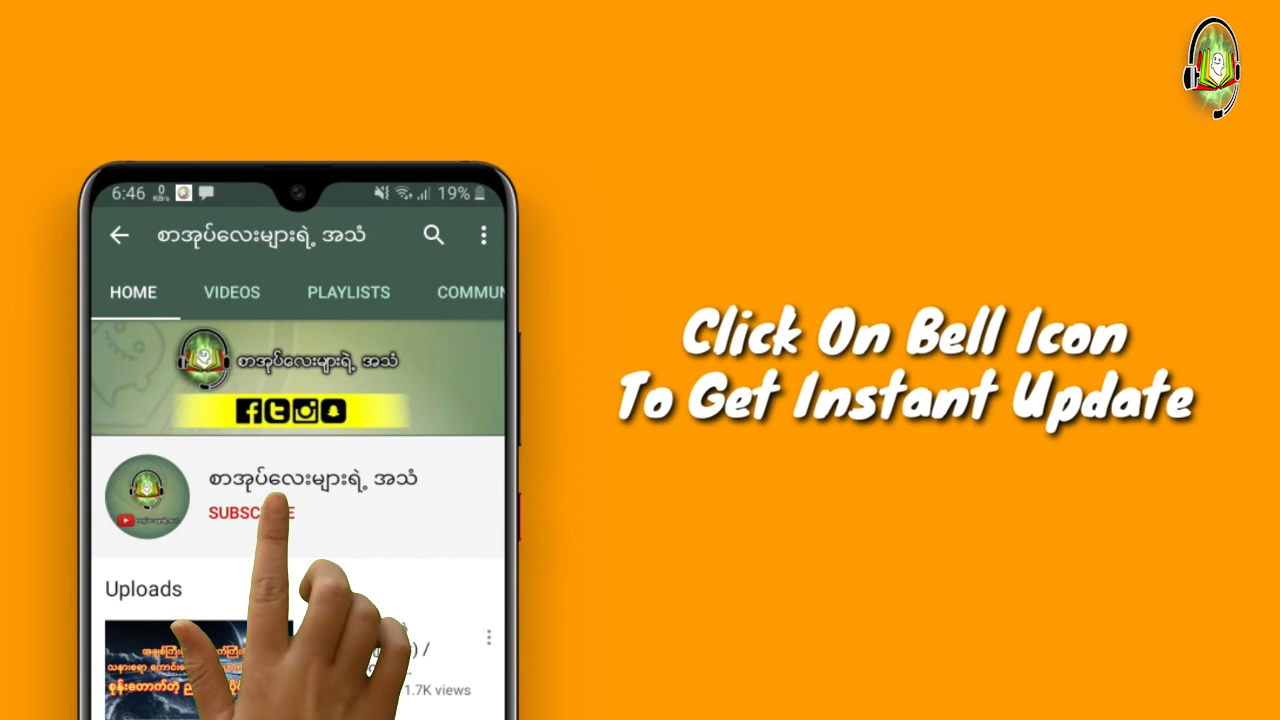 6:46
0
KB/s
19%
စာအုပ်လေးများရဲ့ အသံ
HOME VIDEOS PLAYLISTS COMMUN
စာအုပ်လေးများရဲ့ အသံ
Click On Bell Icon
To Get Instant Update
စာအုပ်လေးများရဲ့ အသံ
Uploads
) /
1.7K views